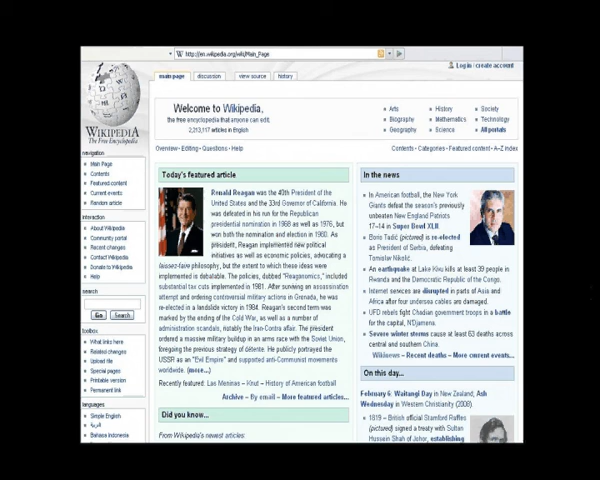 http://en.wikipedia.org/wiki/Main_Page
Log in / create account
main page
discussion
view source
history
WIKIPEDIA
The Free Encyclopedia
navigation
Main Page
Contents
Featured content
Current events
Random article
interaction
About Wikipedia
Community portal
Recent changes
Contact Wikipedia
Donate to Wikipedia
Help
search
Go
Search
toolbox
What links here
Related changes
Upload file
Special pages
Printable version
Permanent link
languages
Simple English
العربية
Bahasa Indonesia
Welcome to Wikipedia,
the free encyclopedia that anyone can edit.
2,213,117 articles in English
Arts
Biography
Geography
History
Mathematics
Science
Society
Technology
All portals
Overview · Editing · Questions · Help
Contents · Categories · Featured content · A–Z index
Today's featured article
Ronald Reagan was the 40th President of the
United States and the 33rd Governor of California. He
was defeated in his run for the Republican
presidential nomination in 1968 as well as 1976, but
won both the nomination and election in 1980. As
president, Reagan implemented new political
initiatives as well as economic policies, advocating a
laissez-faire philosophy, but the extent to which these ideas were
implemented is debatable. The policies, dubbed "Reaganomics," included
substantial tax cuts implemented in 1981. After surviving an assassination
attempt and ordering controversial military actions in Grenada, he was
re-elected in a landslide victory in 1984. Reagan's second term was
marked by the ending of the Cold War, as well as a number of
administration scandals, notably the Iran-Contra affair. The president
ordered a massive military buildup in an arms race with the Soviet Union,
foregoing the previous strategy of détente. He publicly portrayed the
USSR as an "Evil Empire" and supported anti-Communist movements
worldwide. (more...)
Recently featured: Las Meninas – Knut – History of American football
Archive – By email – More featured articles...
Did you know...
From Wikipedia's newest articles:
In the news
In American football, the New York
Giants defeat the season's previously
unbeaten New England Patriots
17–14 in Super Bowl XLII.
Boris Tadić (pictured) is re-elected
as President of Serbia, defeating
Tomislav Nikolić.
An earthquake at Lake Kivu kills at least 39 people in
Rwanda and the Democratic Republic of the Congo.
Internet services are disrupted in parts of Asia and
Africa after four undersea cables are damaged.
UFD rebels fight Chadian government troops in a battle
for the capital, N'Djamena.
Severe winter storms cause at least 63 deaths across
central and southern China.
Wikinews – Recent deaths – More current events...
On this day...
February 6: Waitangi Day in New Zealand; Ash
Wednesday in Western Christianity (2008)
1819 – British official Stamford Raffles
(pictured) signed a treaty with Sultan
Hussein Shah of Johor, establishing